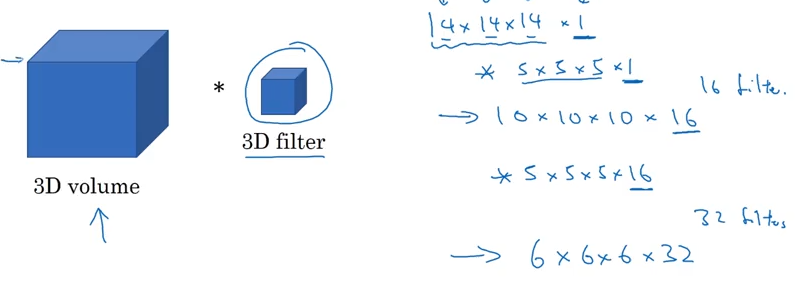 14×14×14 × 1
* 5×5×5×1
16 filter.
→ 10×10×10×16
* 5×5×5×16
32 filters
→ 6×6×6×32
*
3D filter
3D volume